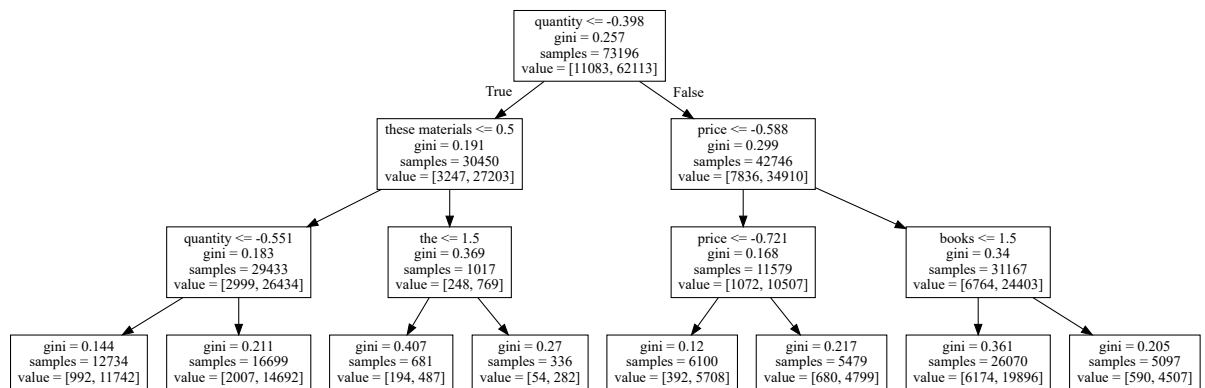 quantity <= -0.398
gini = 0.257
samples = 73196
value = [11083, 62113]
True
False
these materials <= 0.5
gini = 0.191
samples = 30450
value = [3247, 27203]
price <= -0.588
gini = 0.299
samples = 42746
value = [7836, 34910]
quantity <= -0.551
gini = 0.183
samples = 29433
value = [2999, 26434]
the <= 1.5
gini = 0.369
samples = 1017
value = [248, 769]
price <= -0.721
gini = 0.168
samples = 11579
value = [1072, 10507]
books <= 1.5
gini = 0.34
samples = 31167
value = [6764, 24403]
gini = 0.144
samples = 12734
value = [992, 11742]
gini = 0.211
samples = 16699
value = [2007, 14692]
gini = 0.407
samples = 681
value = [194, 487]
gini = 0.27
samples = 336
value = [54, 282]
gini = 0.12
samples = 6100
value = [392, 5708]
gini = 0.217
samples = 5479
value = [680, 4799]
gini = 0.361
samples = 26070
value = [6174, 19896]
gini = 0.205
samples = 5097
value = [590, 4507]